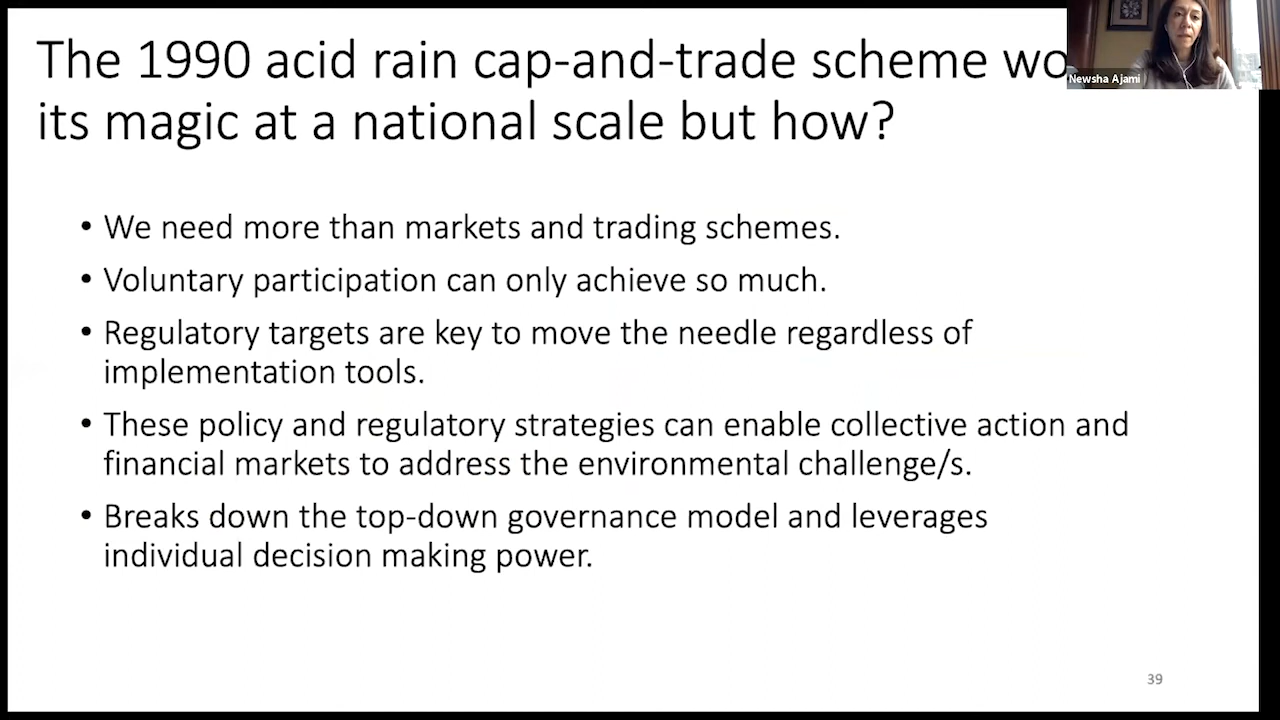 The 1990 acid rain cap-and-trade scheme wo
Newsha Ajami
its magic at a national scale but how?
• We need more than markets and trading schemes.
• Voluntary participation can only achieve so much.
• Regulatory targets are key to move the needle regardless of
implementation tools.
• These policy and regulatory strategies can enable collective action and
financial markets to address the environmental challenge/s.
• Breaks down the top-down governance model and leverages
individual decision making power.
39